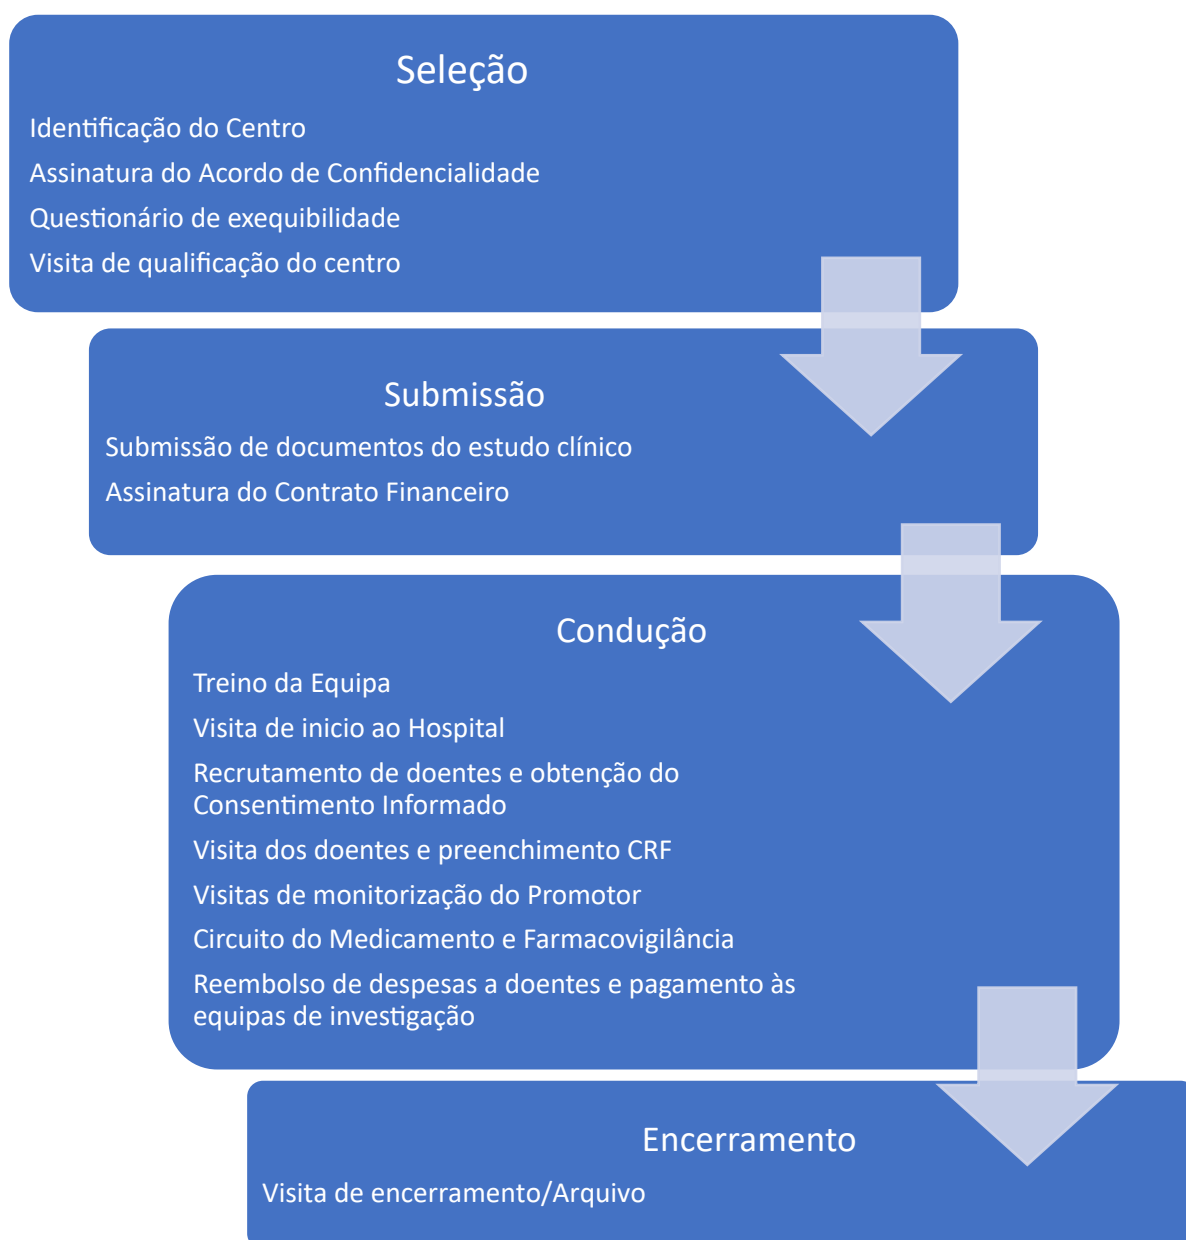 Seleção
Identificação do Centro
Assinatura do Acordo de Confidencialidade
Questionário de exequibilidade
Visita de qualificação do centro
Submissão
Submissão de documentos do estudo clínico
Assinatura do Contrato Financeiro
Condução
Treino da Equipa
Visita de inicio ao Hospital
Recrutamento de doentes e obtenção do
Consentimento Informado
Visita dos doentes e preenchimento CRF
Visitas de monitorização do Promotor
Circuito do Medicamento e Farmacovigilância
Reembolso de despesas a doentes e pagamento às
equipas de investigação
Encerramento
Visita de encerramento/Arquivo